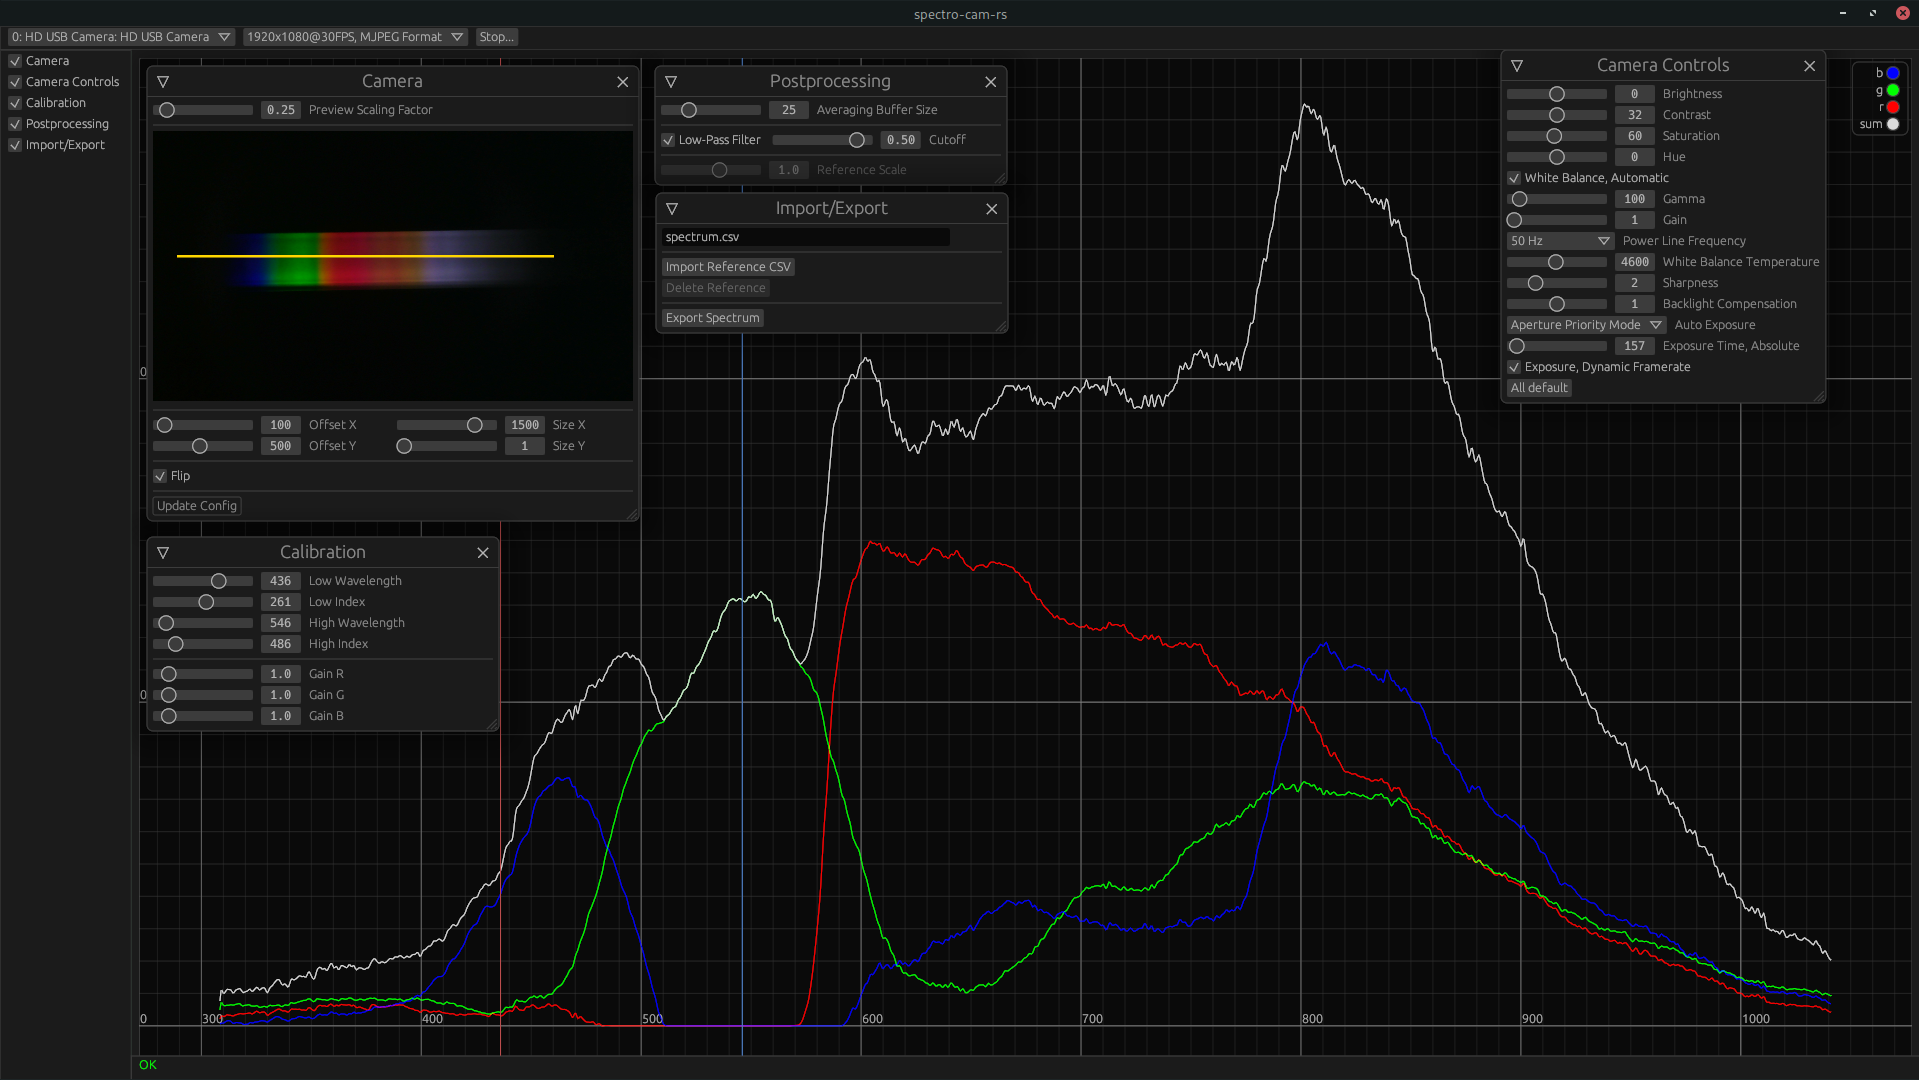 spectro-cam-rs
0: HD USB Camera: HD USB Camera
1920x1080@30FPS, MJPEG Format
Stop...
Camera
Camera Controls
Calibration
Postprocessing
Import/Export
Camera
0.25 Preview Scaling Factor
100 Offset X 1500 Size X
500 Offset Y 1 Size Y
Flip
Update Config
Calibration
436 Low Wavelength
261 Low Index
546 High Wavelength
486 High Index
1.0 Gain R
1.0 Gain G
1.0 Gain B
Postprocessing
25 Averaging Buffer Size
Low-Pass Filter 0.50 Cutoff
1.0 Reference Scale
Import/Export
spectrum.csv
Import Reference CSV
Delete Reference
Export Spectrum
Camera Controls
0 Brightness
32 Contrast
60 Saturation
0 Hue
White Balance, Automatic
100 Gamma
1 Gain
50 Hz Power Line Frequency
4600 White Balance Temperature
2 Sharpness
1 Backlight Compensation
Aperture Priority Mode Auto Exposure
157 Exposure Time, Absolute
Exposure, Dynamic Framerate
All default
b
g
r
sum
0
0
0 300 400 500 600 700 800 900 1000
OK